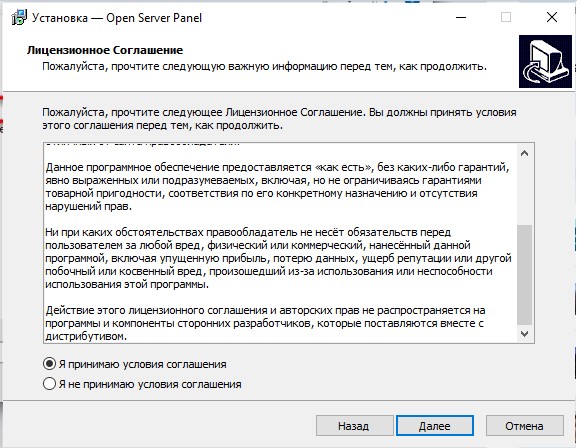 Установка — Open Server Panel
Лицензионное Соглашение
Пожалуйста, прочтите следующую важную информацию перед тем, как продолжить.
Пожалуйста, прочтите следующее Лицензионное Соглашение. Вы должны принять условия
этого соглашения перед тем, как продолжить.
Данное программное обеспечение предоставляется «как есть», без каких-либо гарантий,
явно выраженных или подразумеваемых, включая, но не ограничиваясь гарантиями
товарной пригодности, соответствия по его конкретному назначению и отсутствия
нарушений прав.
Ни при каких обстоятельствах правообладатель не несёт обязательств перед
пользователем за любой вред, физический или коммерческий, нанесённый данной
программой, включая упущенную прибыль, потерю данных, ущерб репутации или другой
побочный или косвенный вред, произошедший из-за использования или неспособности
использования этой программы.
Действие этого лицензионного соглашения и авторских прав не распространяется на
программы и компоненты сторонних разработчиков, которые поставляются вместе с
дистрибутивом.
Я принимаю условия соглашения
Я не принимаю условия соглашения
Назад
Далее
Отмена